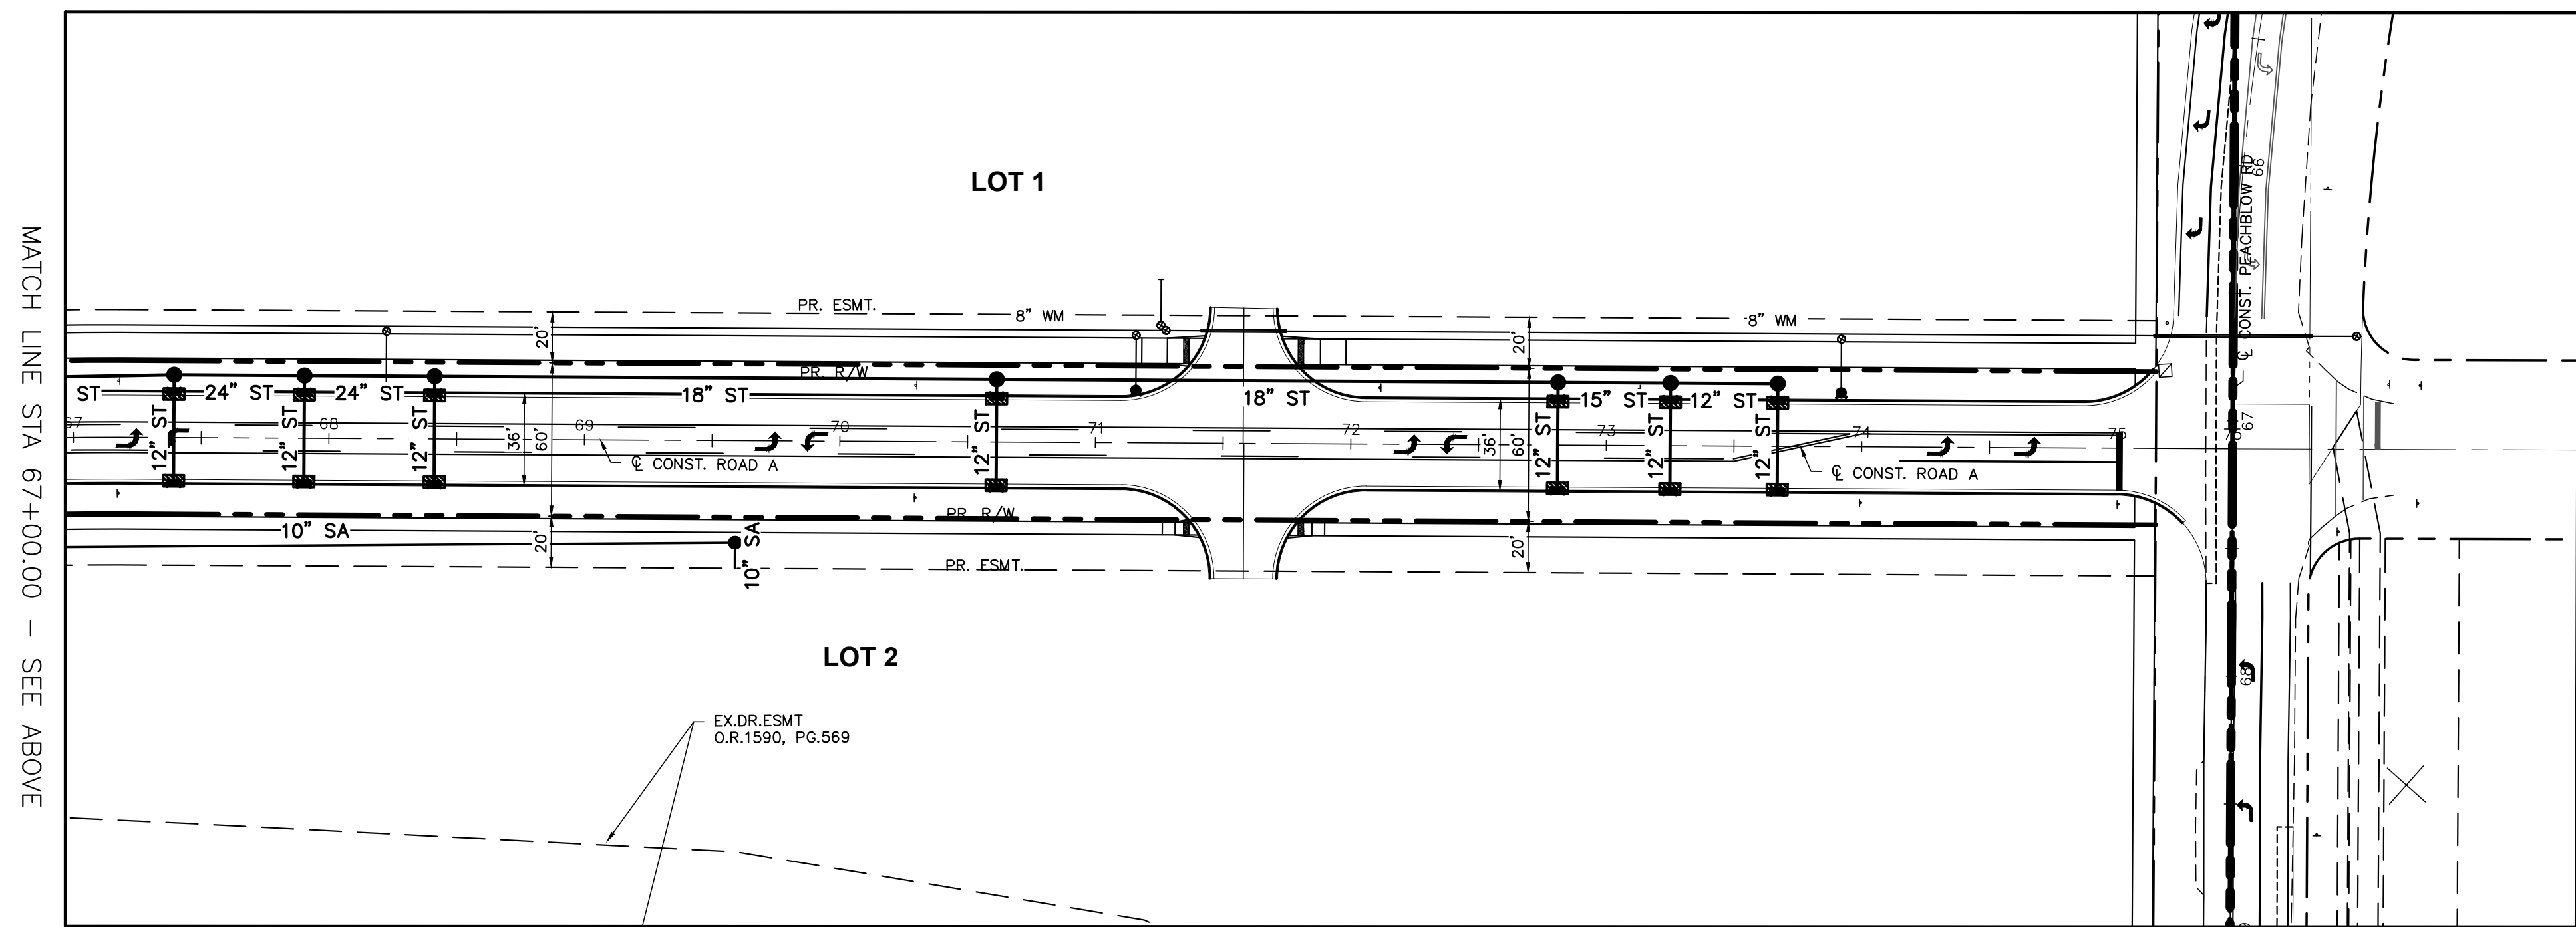 MATCH LINE STA 67+00.00 – SEE ABOVE
LOT 1
PR. ESMT.
8" WM
8" WM
20'
20'
PR. R/W
ST
24" ST
24" ST
18" ST
18" ST
15" ST
12" ST
12" ST
12" ST
12" ST
12" ST
12" ST
12" ST
12" ST
67
68
69
70
71
72
73
74
75
76
36'
60'
36'
60'
℄ CONST. ROAD A
℄ CONST. ROAD A
PR. R/W
10" SA
10" SA
20'
20'
PR. ESMT.
LOT 2
EX.DR.ESMT
O.R.1590, PG.569
℄ CONST. PEACHBLOW RD
66
67
68